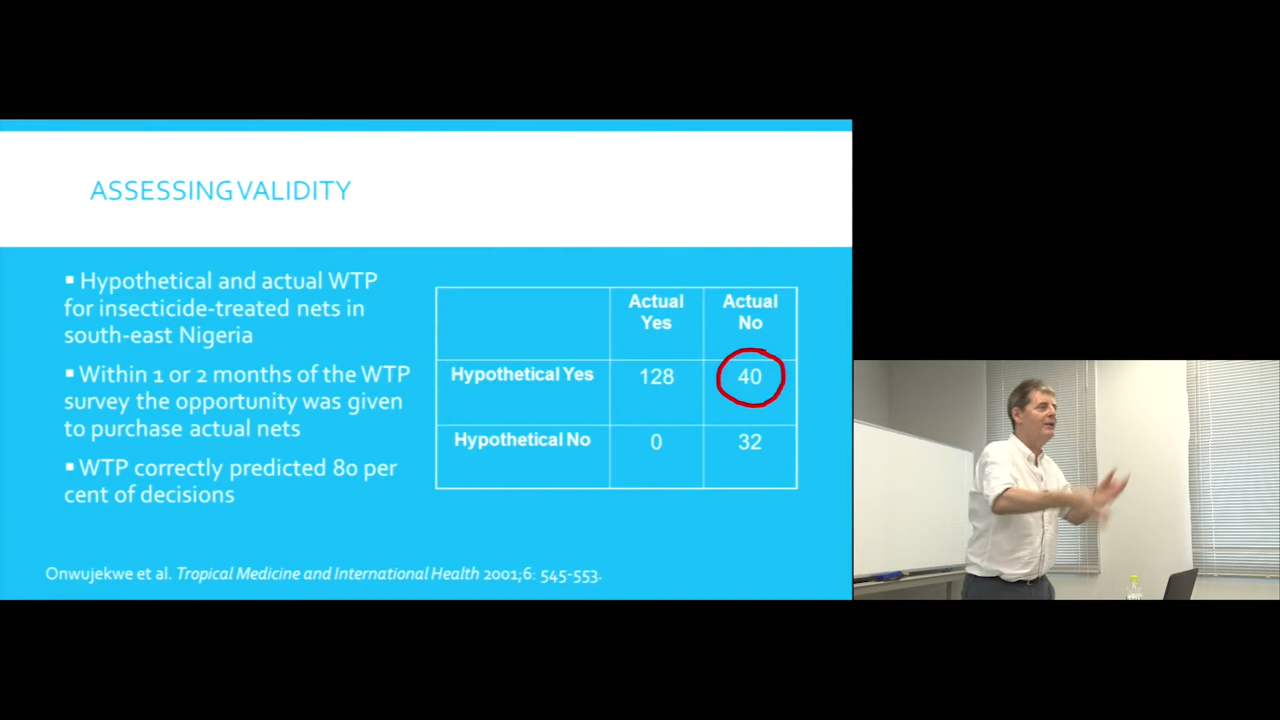 ASSESSING VALIDITY
▪ Hypothetical and actual WTP
for insecticide-treated nets in
south-east Nigeria
▪ Within 1 or 2 months of the WTP
survey the opportunity was given
to purchase actual nets
▪ WTP correctly predicted 80 per
cent of decisions
Actual Yes Actual No
Hypothetical Yes 128 40
Hypothetical No 0 32
Onwujekwe et al. Tropical Medicine and International Health 2001;6: 545-553.